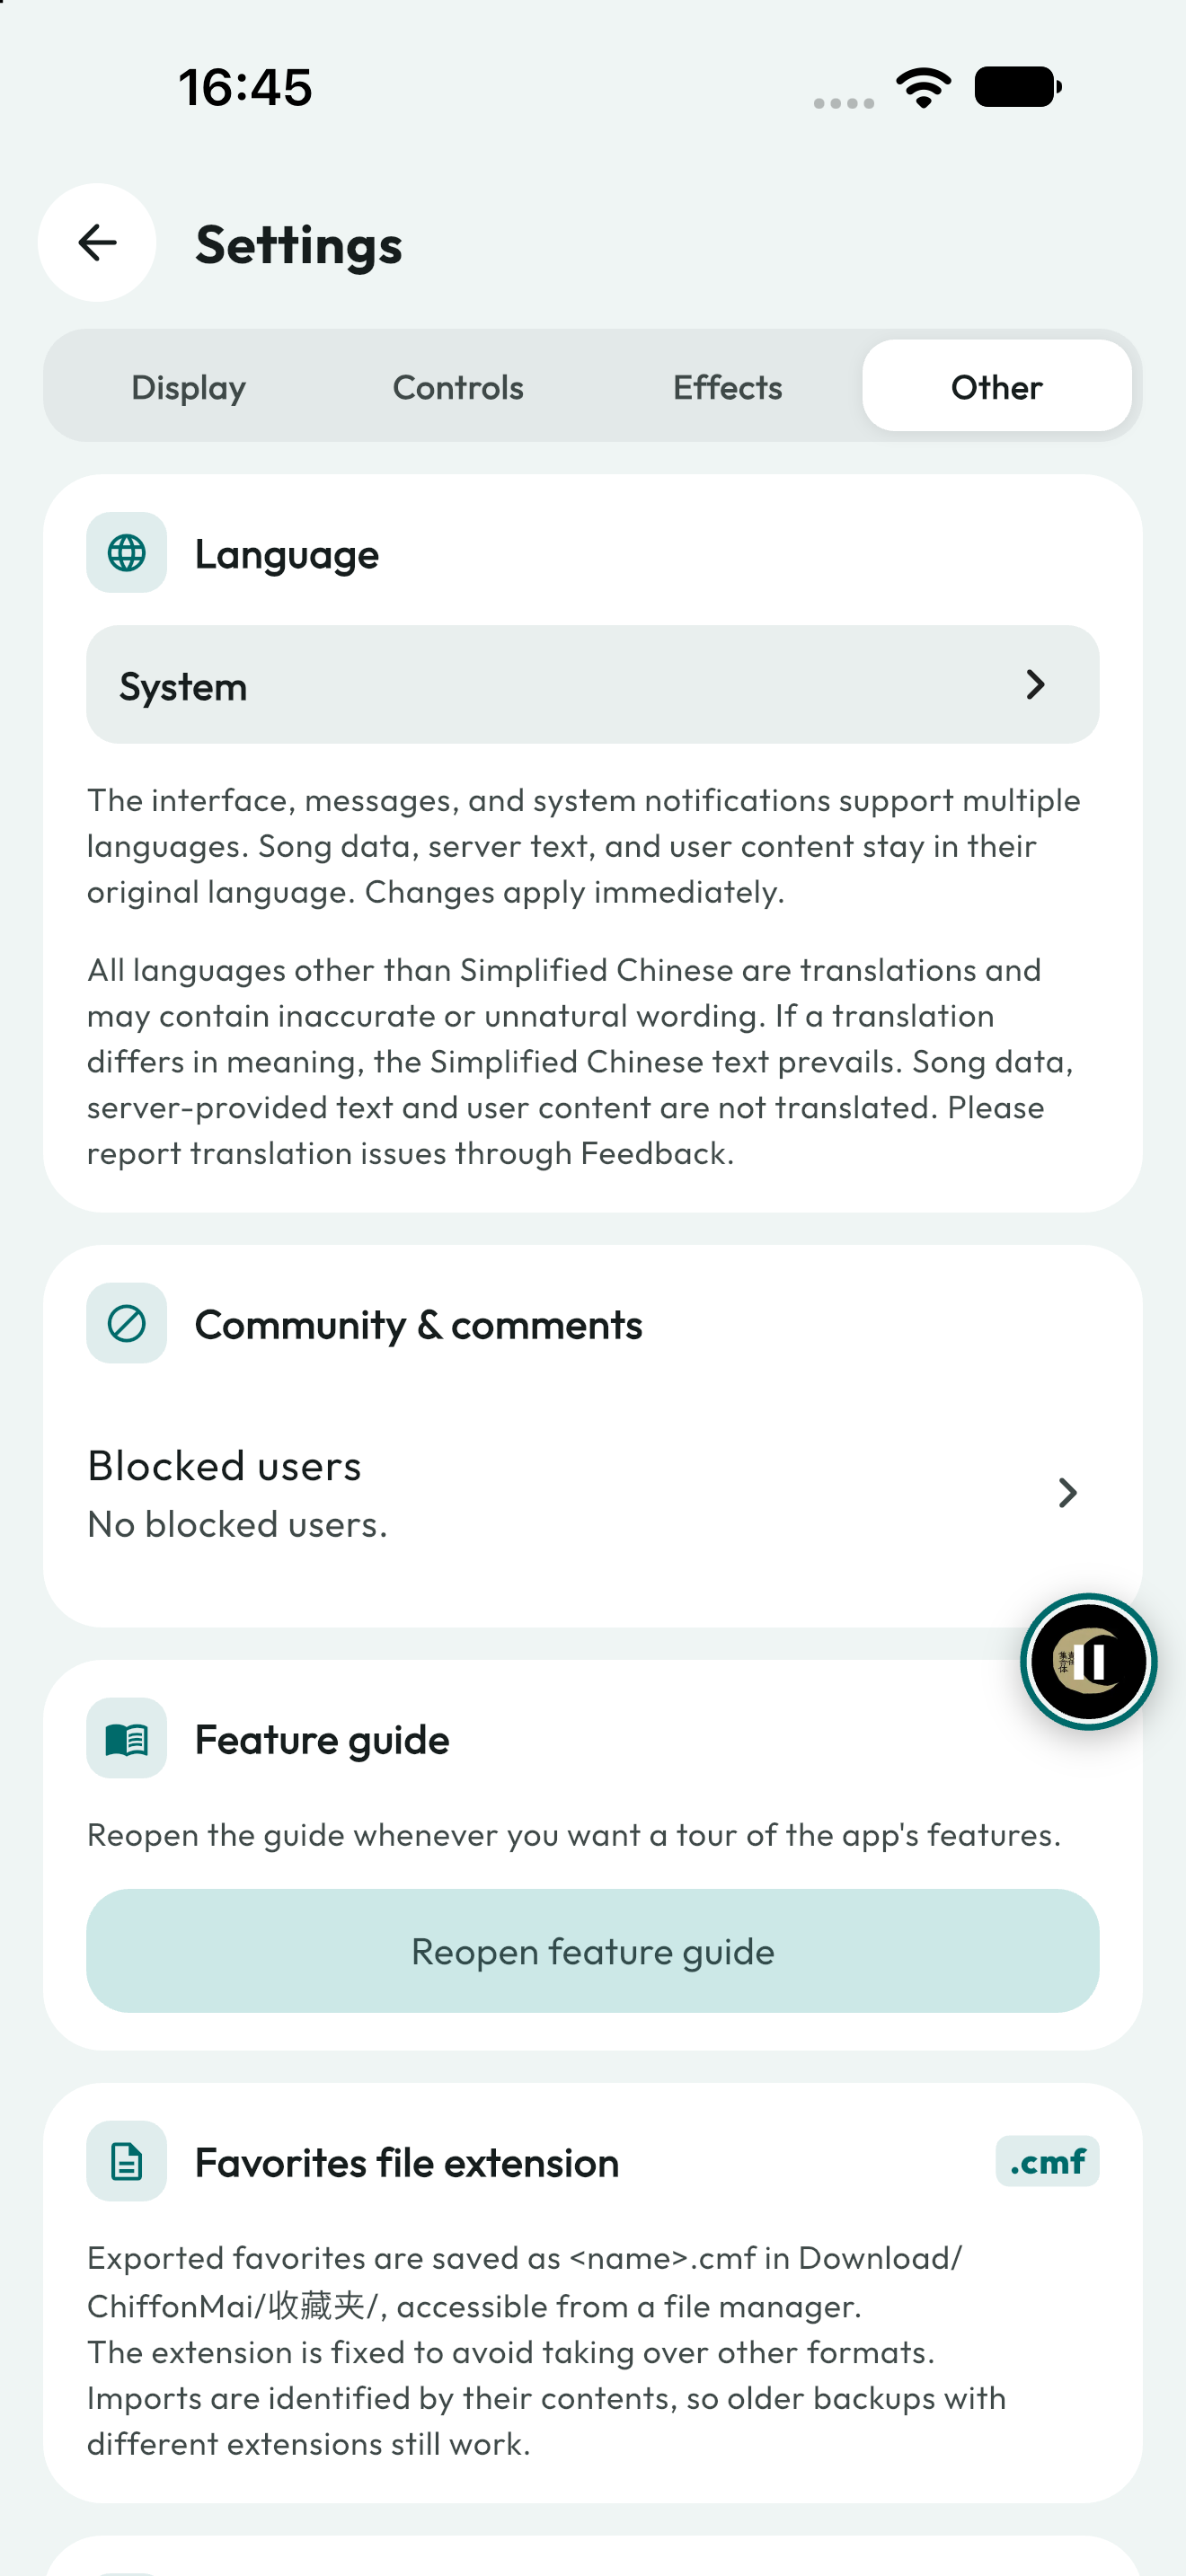 16:45
Settings
Display
Controls
Effects
Other
Language
System
The interface, messages, and system notifications support multiple
languages. Song data, server text, and user content stay in their
original language. Changes apply immediately.
All languages other than Simplified Chinese are translations and
may contain inaccurate or unnatural wording. If a translation
differs in meaning, the Simplified Chinese text prevails. Song data,
server-provided text and user content are not translated. Please
report translation issues through Feedback.
Community & comments
Blocked users
No blocked users.
Feature guide
Reopen the guide whenever you want a tour of the app's features.
Reopen feature guide
Favorites file extension
.cmf
Exported favorites are saved as <name>.cmf in Download/
ChiffonMai/收藏夹/, accessible from a file manager.
The extension is fixed to avoid taking over other formats.
Imports are identified by their contents, so older backups with
different extensions still work.